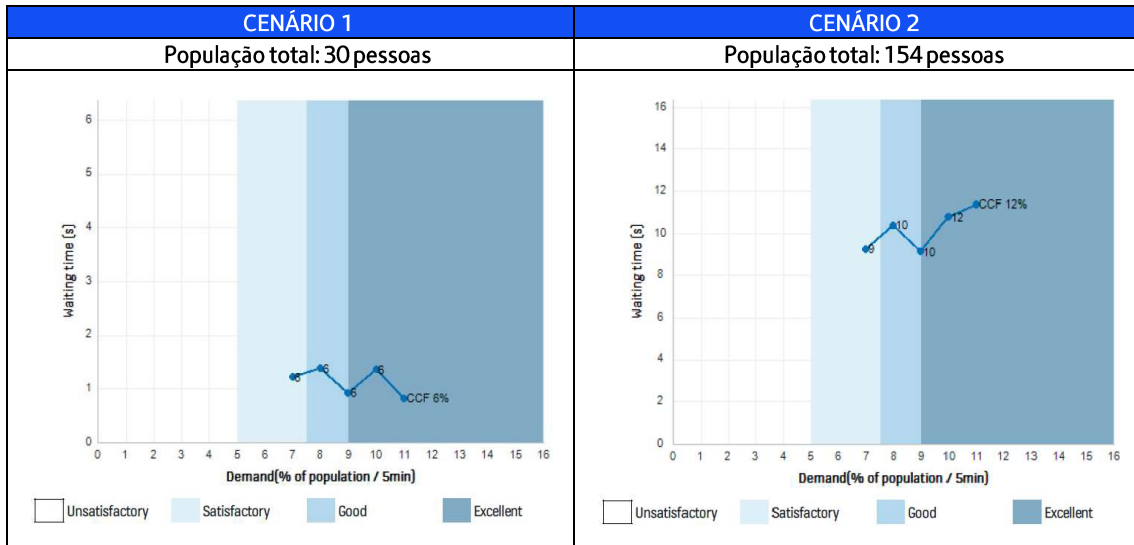 CENÁRIO 1
População total: 30 pessoas
6
5
4
3
2
1
0
Waiting time (s)
6
6
6
6
CCF 6%
0 1 2 3 4 5 6 7 8 9 10 11 12 13 14 15 16
Demand(% of population / 5min)
Unsatisfactory Satisfactory Good Excellent
CENÁRIO 2
População total: 154 pessoas
16
14
12
10
8
6
4
2
0
Waiting time (s)
9
10
10
12
CCF 12%
0 1 2 3 4 5 6 7 8 9 10 11 12 13 14 15 16
Demand(% of population / 5min)
Unsatisfactory Satisfactory Good Excellent